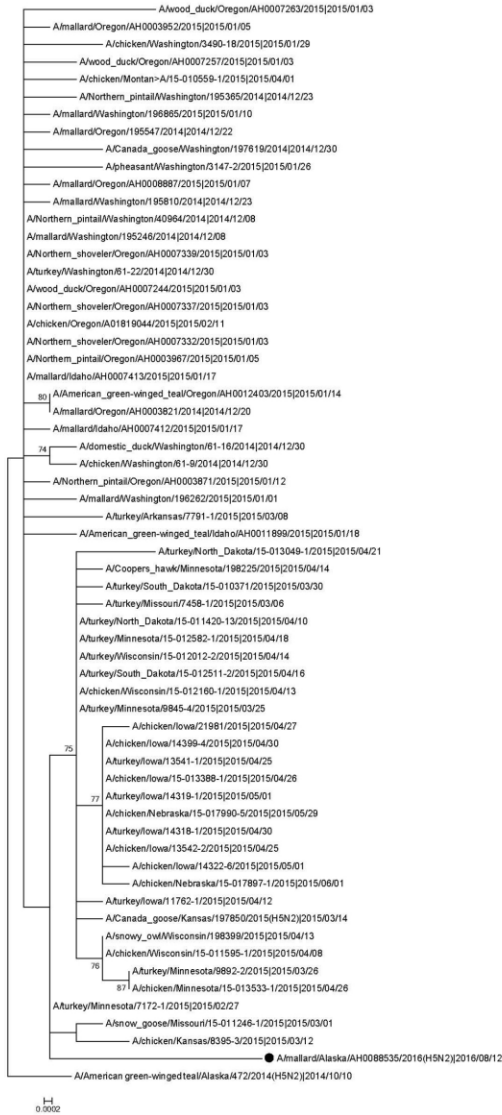 A/wood_duck/Oregon/AH0007263/2015|2015/01/03
A/mallard/Oregon/AH0003952/2015|2015/01/05
A/chicken/Washington/3490-18/2015|2015/01/29
A/wood_duck/Oregon/AH0007257/2015|2015/01/03
A/chicken/Montan>A/15-010559-1/2015|2015/04/01
A/Northern_pintail/Washington/195365/2014|2014/12/23
A/mallard/Washington/196865/2015|2015/01/10
A/mallard/Oregon/195547/2014|2014/12/22
A/Canada_goose/Washington/197619/2014|2014/12/30
A/pheasant/Washington/3147-2/2015|2015/01/26
A/mallard/Oregon/AH0008887/2015|2015/01/07
A/mallard/Washington/195810/2014|2014/12/23
A/Northern_pintail/Washington/40964/2014|2014/12/08
A/mallard/Washington/195246/2014|2014/12/08
A/Northern_shoveler/Oregon/AH0007339/2015|2015/01/03
A/turkey/Washington/61-22/2014|2014/12/30
A/wood_duck/Oregon/AH0007244/2015|2015/01/03
A/Northern_shoveler/Oregon/AH0007337/2015|2015/01/03
A/chicken/Oregon/A01819044/2015|2015/02/11
A/Northern_shoveler/Oregon/AH0007332/2015|2015/01/03
A/Northern_pintail/Oregon/AH0003967/2015|2015/01/05
A/mallard/Idaho/AH0007413/2015|2015/01/17
A/American_green-winged_teal/Oregon/AH0012403/2015|2015/01/14
80
A/mallard/Oregon/AH0003821/2014|2014/12/20
A/mallard/Idaho/AH0007412/2015|2015/01/17
A/domestic_duck/Washington/61-16/2014|2014/12/30
74
A/chicken/Washington/61-9/2014|2014/12/30
A/Northern_pintail/Oregon/AH0003871/2015|2015/01/12
A/mallard/Washington/196262/2015|2015/01/01
A/turkey/Arkansas/7791-1/2015|2015/03/08
A/American_green-winged_teal/Idaho/AH0011899/2015|2015/01/18
A/turkey/North_Dakota/15-013049-1/2015|2015/04/21
A/Coopers_hawk/Minnesota/198225/2015|2015/04/14
A/turkey/South_Dakota/15-010371/2015|2015/03/30
A/turkey/Missouri/7458-1/2015|2015/03/06
A/turkey/North_Dakota/15-011420-13/2015|2015/04/10
A/turkey/Minnesota/15-012582-1/2015|2015/04/18
A/turkey/Wisconsin/15-012012-2/2015|2015/04/14
A/turkey/South_Dakota/15-012511-2/2015|2015/04/16
A/chicken/Wisconsin/15-012160-1/2015|2015/04/13
A/turkey/Minnesota/9845-4/2015|2015/03/25
A/chicken/Iowa/21981/2015|2015/04/27
A/chicken/Iowa/14399-4/2015|2015/04/30
75
A/turkey/Iowa/13541-1/2015|2015/04/25
A/chicken/Iowa/15-013388-1/2015|2015/04/26
77
A/turkey/Iowa/14319-1/2015|2015/05/01
A/chicken/Nebraska/15-017990-5/2015|2015/05/29
A/turkey/Iowa/14318-1/2015|2015/04/30
A/chicken/Iowa/13542-2/2015|2015/04/25
A/chicken/Iowa/14322-6/2015|2015/05/01
A/chicken/Nebraska/15-017897-1/2015|2015/06/01
A/turkey/Iowa/11762-1/2015|2015/04/12
A/Canada_goose/Kansas/197850/2015(H5N2)|2015/03/14
A/snowy_owl/Wisconsin/198399/2015|2015/04/13
A/chicken/Wisconsin/15-011595-1/2015|2015/04/08
76
A/turkey/Minnesota/9892-2/2015|2015/03/26
87
A/chicken/Minnesota/15-013533-1/2015|2015/04/26
A/turkey/Minnesota/7172-1/2015|2015/02/27
A/snow_goose/Missouri/15-011246-1/2015|2015/03/01
A/chicken/Kansas/8395-3/2015|2015/03/12
A/mallard/Alaska/AH0088535/2016(H5N2)|2016/08/12
A/American green-winged teal/Alaska/472/2014(H5N2)|2014/10/10
0.0002